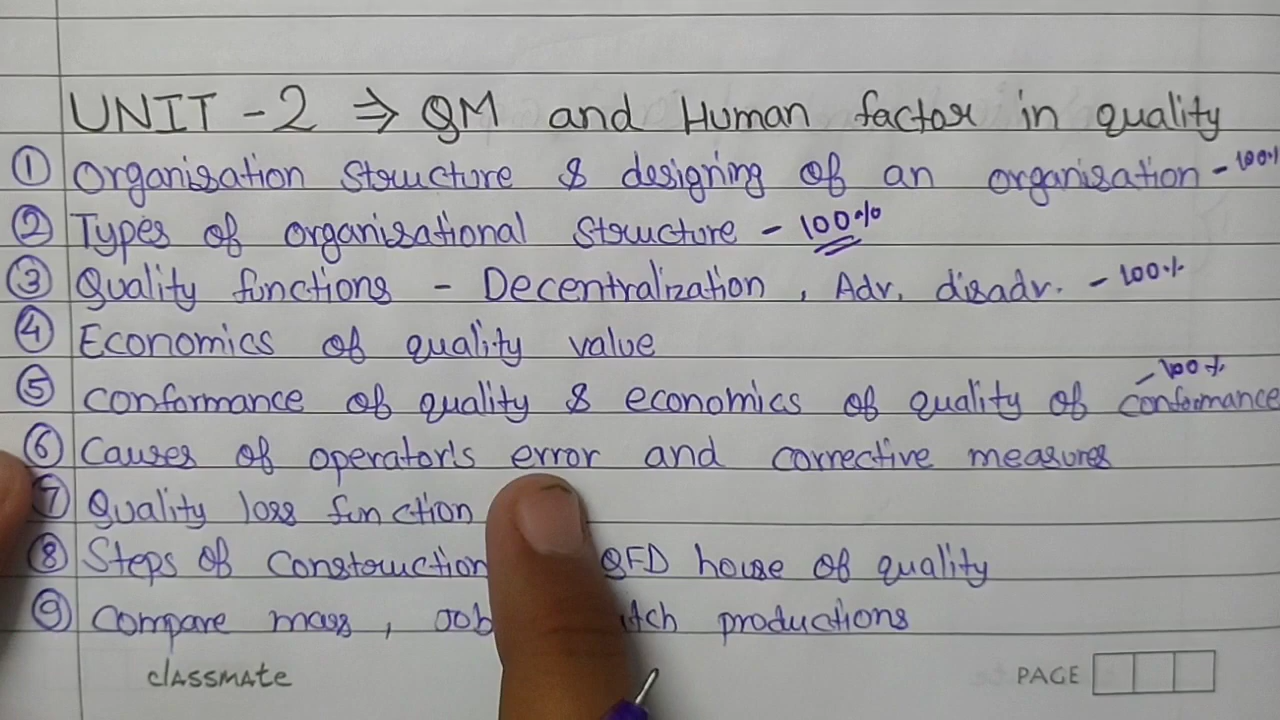 UNIT - 2 ⇒ QM and Human factor in quality
① Organisation Structure & designing of an organisation - 100%
② Types of organisational Structure - 100%
③ Quality functions - Decentralization, Adv. disadv. - 100%
④ Economics of quality value
- 100%
⑤ Conformance of quality & economics of quality of conformance
⑥ Causes of operator's error and corrective measures
⑦ Quality loss function
⑧ Steps of Construction QFD house of quality
⑨ Compare mass, Job productions
classmate PAGE